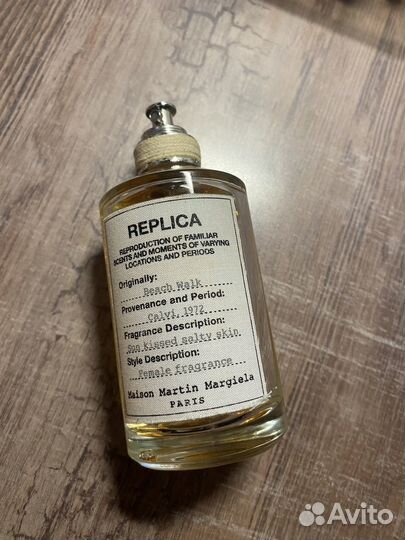 REPLICA
REPRODUCTION OF FAMILIAR
SCENTS AND MOMENTS OF VARYING
LOCATIONS AND PERIODS
Originally:
Beach Walk
Provenance and Period:
Calvi, 1972
Fragrance Description:
Sun kissed salty skin
Style Description:
Female fragrance
Maison Martin Margiela
PARIS
Avito